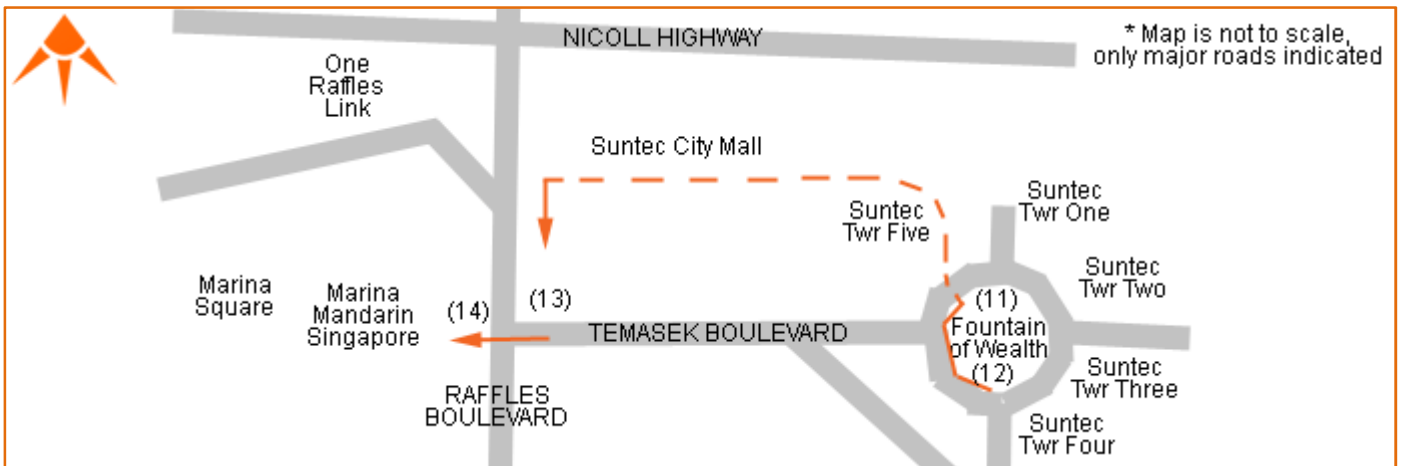 NICOLL HIGHWAY
* Map is not to scale,
only major roads indicated
One
Raffles
Link
Suntec City Mall
Suntec
Twr One
Suntec
Twr Five
Suntec
Twr Two
Marina
Square
Marina
Mandarin
Singapore
(14)
(13)
(11)
TEMASEK BOULEVARD
Fountain
of Wealth
(12)
Suntec
Twr Three
RAFFLES
BOULEVARD
Suntec
Twr Four